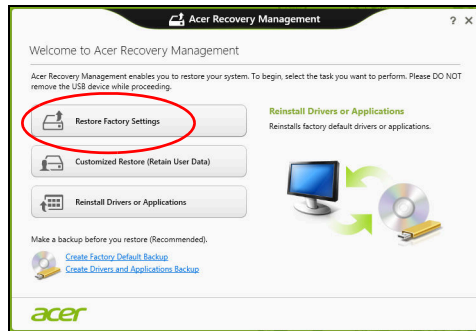 Acer Recovery Management
? X
Welcome to Acer Recovery Management
Acer Recovery Management enables you to restore your system. To begin, select the task you want to perform. Please DO NOT
remove the USB device while proceeding.
Restore Factory Settings
Customized Restore (Retain User Data)
Reinstall Drivers or Applications
Reinstall Drivers or Applications
Reinstalls factory default drivers or applications.
Make a backup before you restore (Recommended).
Create Factory Default Backup
Create Drivers and Applications Backup
acer